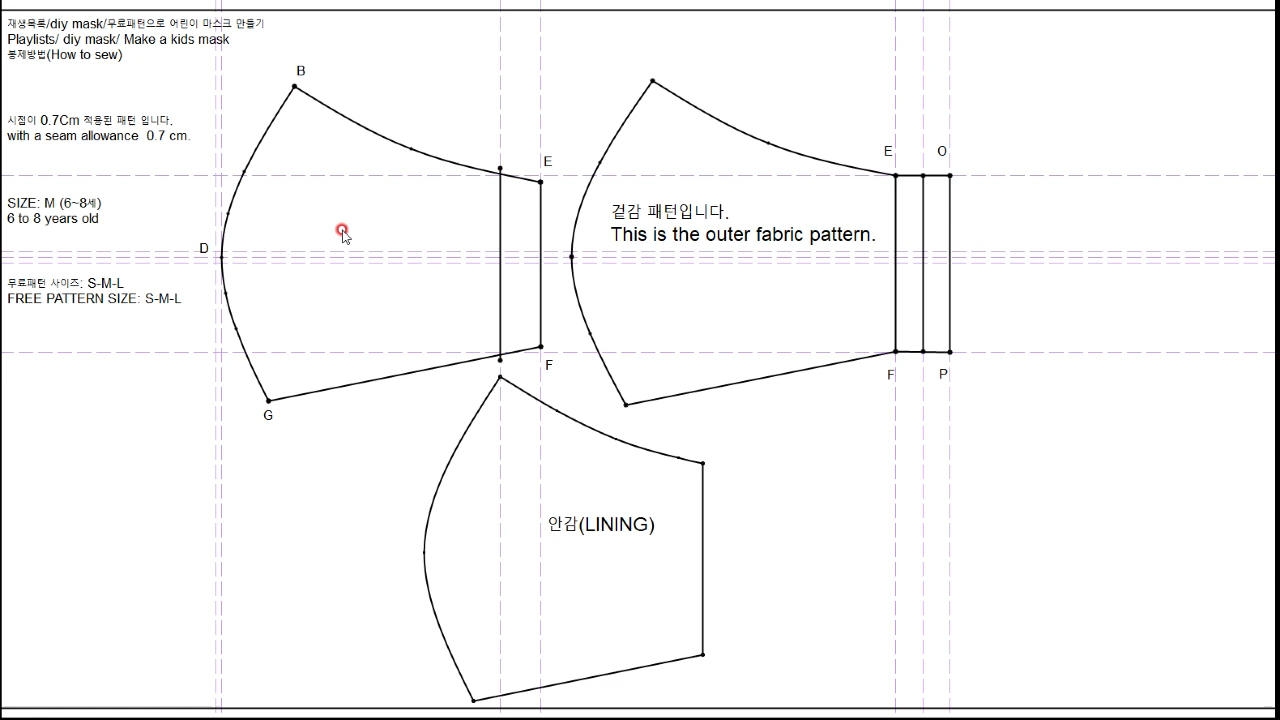 재생목록/diy mask/무료패턴으로 어린이 마스크 만들기
Playlists/ diy mask/ Make a kids mask
봉제방법(How to sew)
B
시접이 0.7Cm 적용된 패턴 입니다.
with a seam allowance  0.7 cm.
E
E
O
SIZE: M (6~8세)
6 to 8 years old
겉감 패턴입니다.
This is the outer fabric pattern.
D
무료패턴 사이즈: S-M-L
FREE PATTERN SIZE: S-M-L
F
F
P
G
안감(LINING)